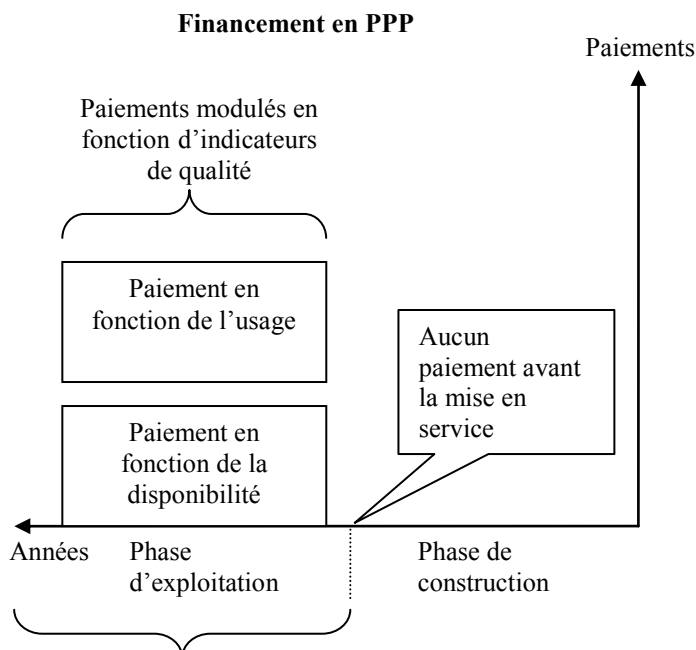 Financement en PPP
Paiements
Paiements modulés en
fonction d'indicateurs
de qualité
Paiement en
fonction de l'usage
Aucun
paiement avant
la mise en
service
Paiement en
fonction de la
disponibilité
Années
Phase
d'exploitation
Phase de
construction